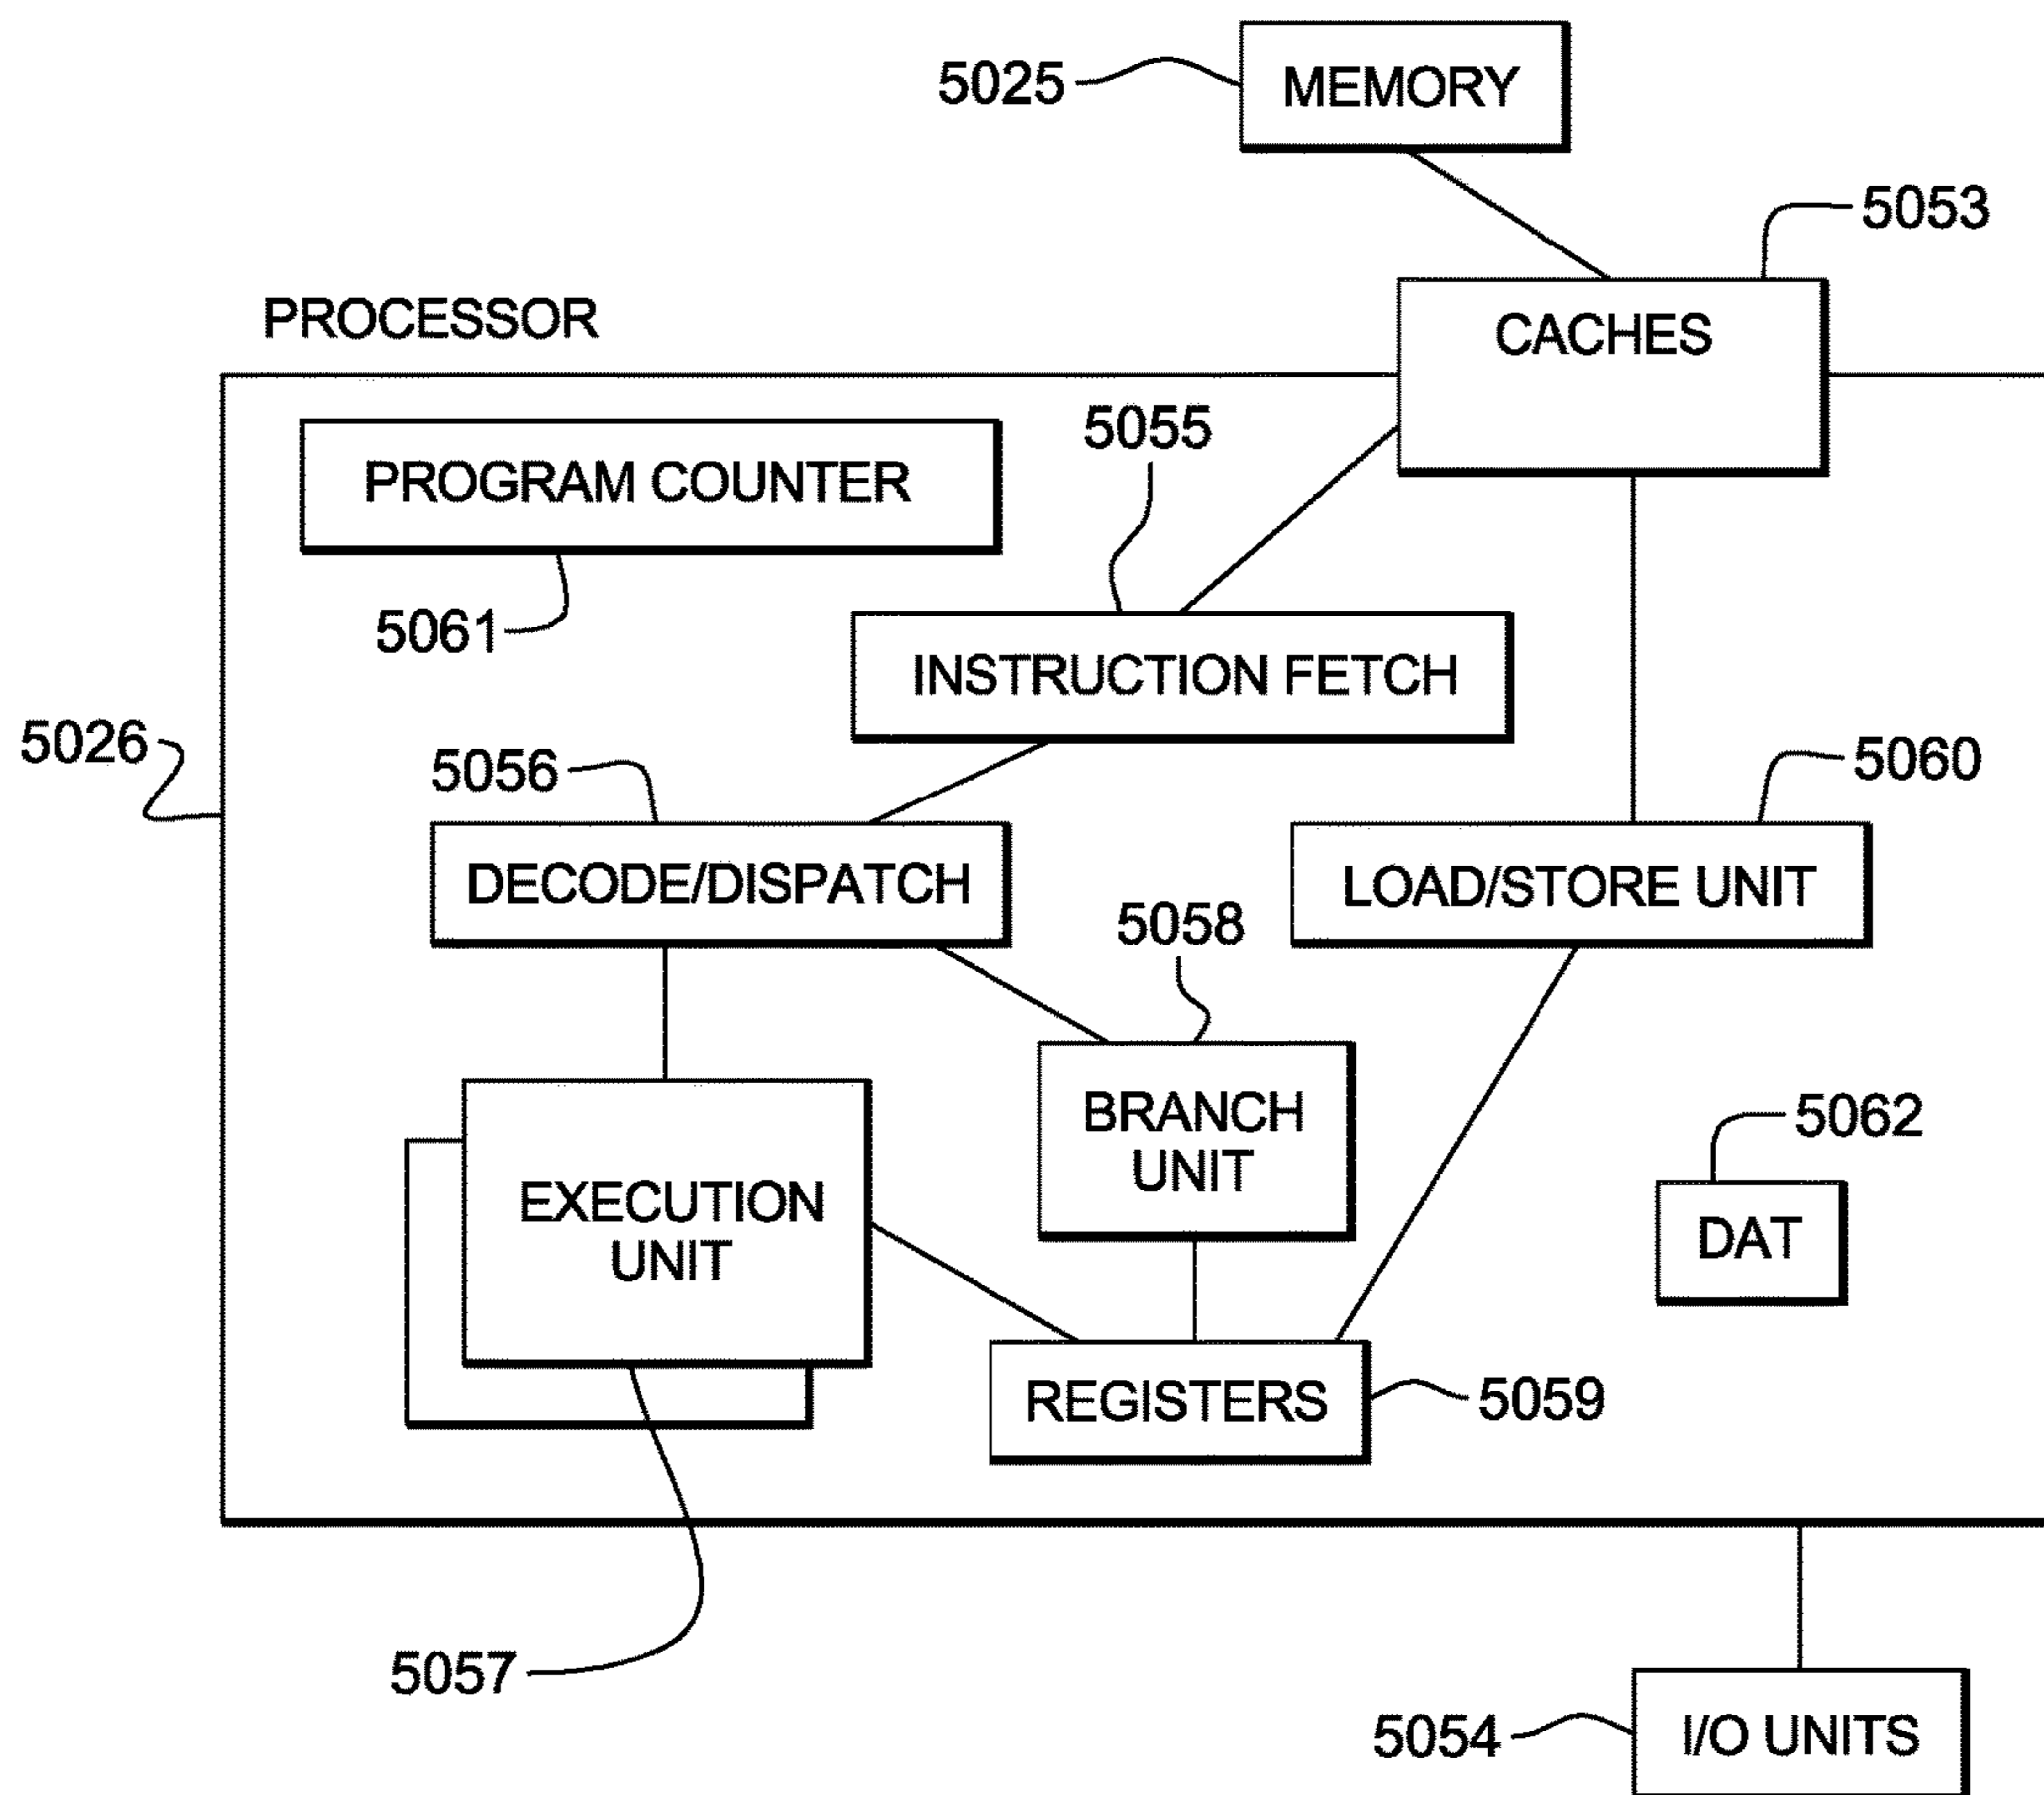 MEMORY
5025
5053
CACHES
PROCESSOR
5055
PROGRAM COUNTER
5061
INSTRUCTION FETCH
5026
5056
5060
DECODE/DISPATCH
LOAD/STORE UNIT
5058
BRANCH
UNIT
5062
EXECUTION
UNIT
DAT
REGISTERS
5059
5057
5054
I/O UNITS